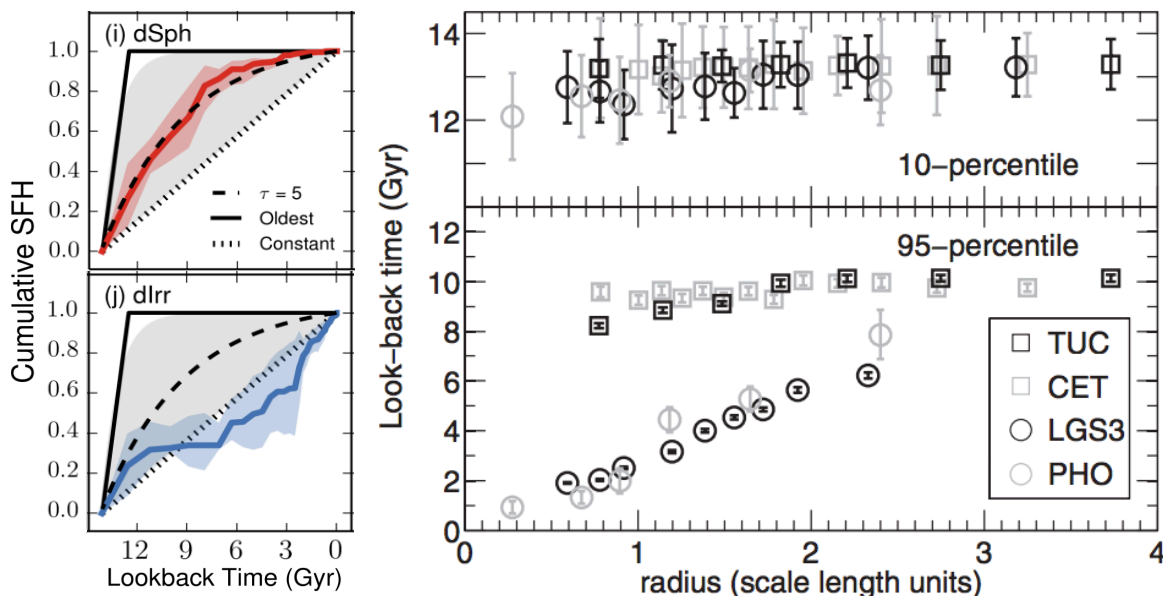 (i) dSph
1.0
0.8
0.6
0.4
0.2
0.0
τ = 5
Oldest
Constant
(j) dIrr
1.0
0.8
0.6
0.4
0.2
0.0
12 9 6 3 0
Lookback Time (Gyr)
Cumulative SFH
14
12
10-percentile
12
10
8
6
4
2
0
95-percentile
TUC
CET
LGS3
PHO
0 1 2 3 4
radius (scale length units)
Look-back time (Gyr)